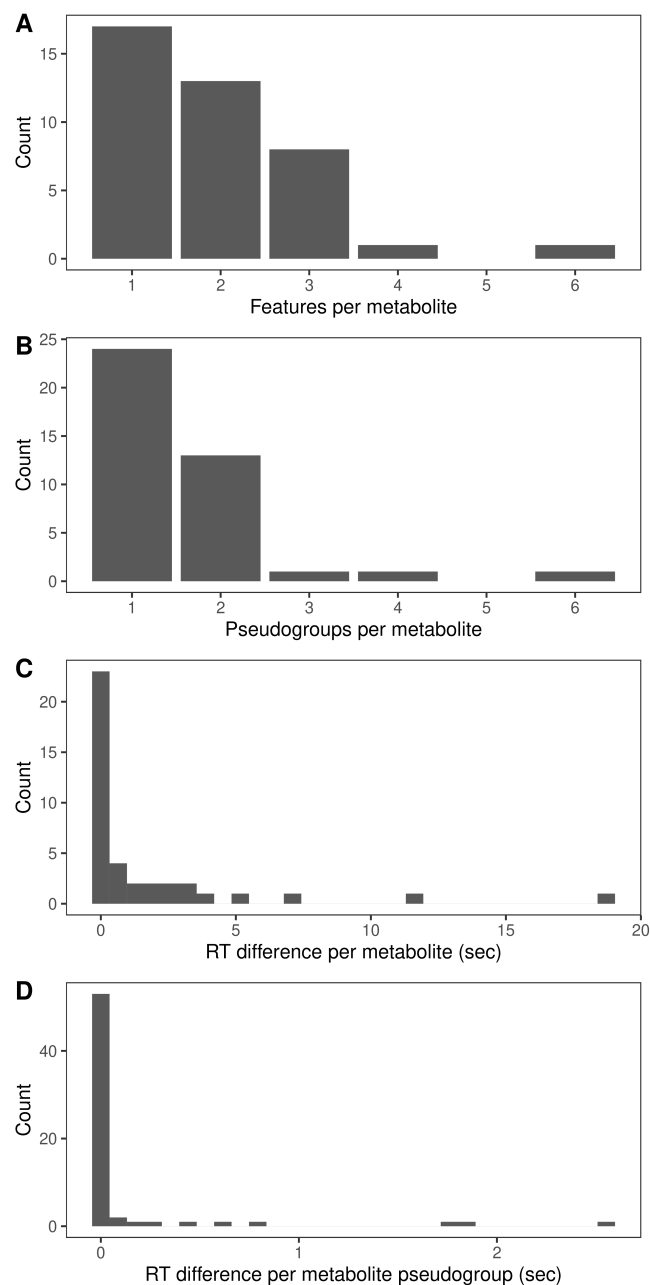 A
15
10
5
0
Count
1 2 3 4 5 6
Features per metabolite
B
25
20
15
10
5
0
Count
1 2 3 4 5 6
Pseudogroups per metabolite
C
20
15
10
5
0
Count
0 5 10 15 20
RT difference per metabolite (sec)
D
40
20
0
Count
0 1 2
RT difference per metabolite pseudogroup (sec)